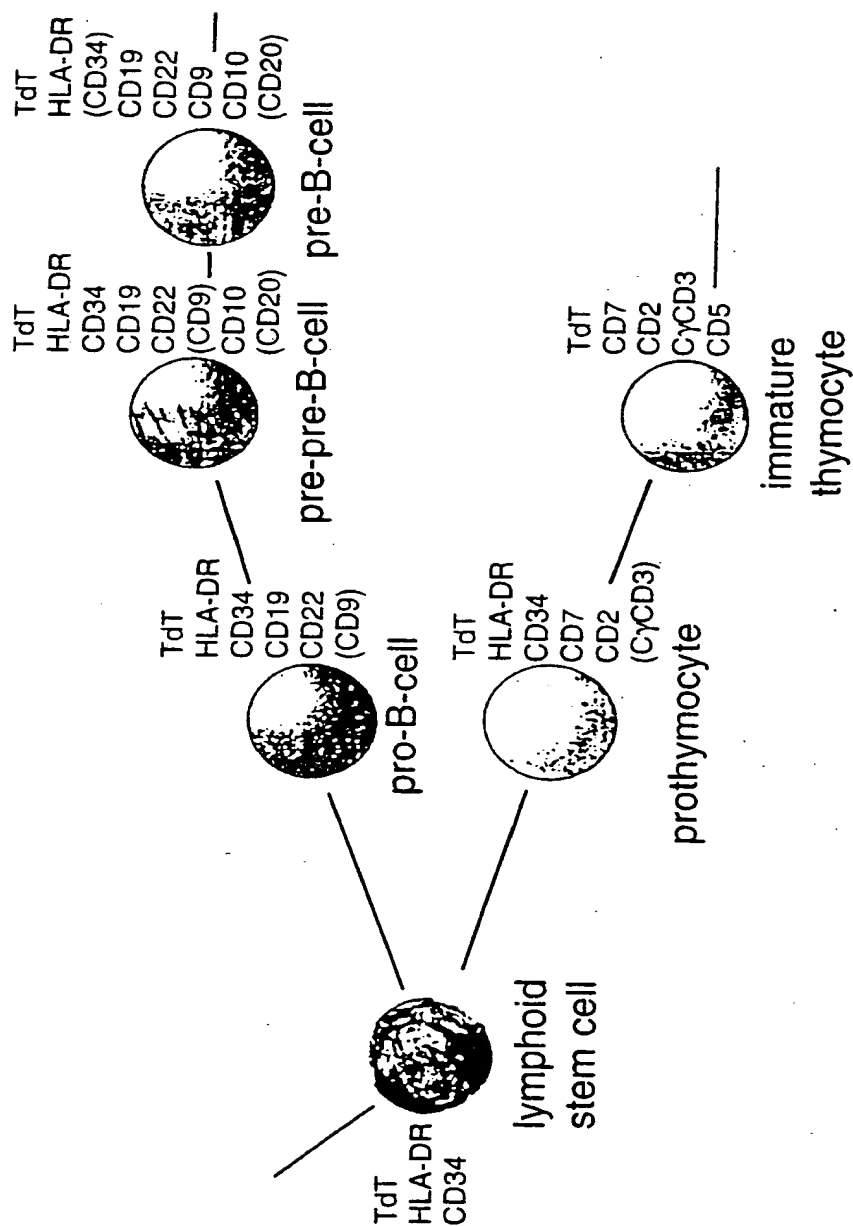 TdT
HLA-DR
CD34
lymphoid
stem cell
TdT
HLA-DR
CD34
CD19
CD22
(CD9)
pro-B-cell
TdT
HLA-DR
CD34
CD19
CD22
(CD9)
CD10
(CD20)
pre-pre-B-cell
TdT
HLA-DR
(CD34)
CD19
CD22
CD9
CD10
(CD20)
pre-B-cell
TdT
HLA-DR
CD34
CD7
CD2
(CγCD3)
prothymocyte
TdT
CD7
CD2
CγCD3
CD5
immature
thymocyte